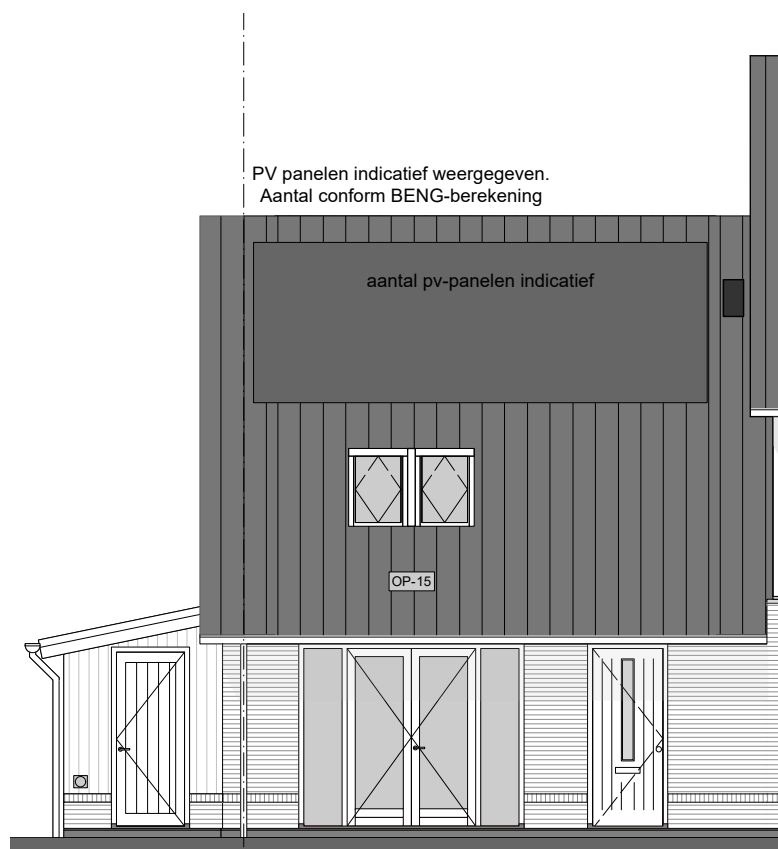 PV panelen indicatief weergegeven.
Aantal conform BENG-berekening
aantal pv-panelen indicatief
OP-15